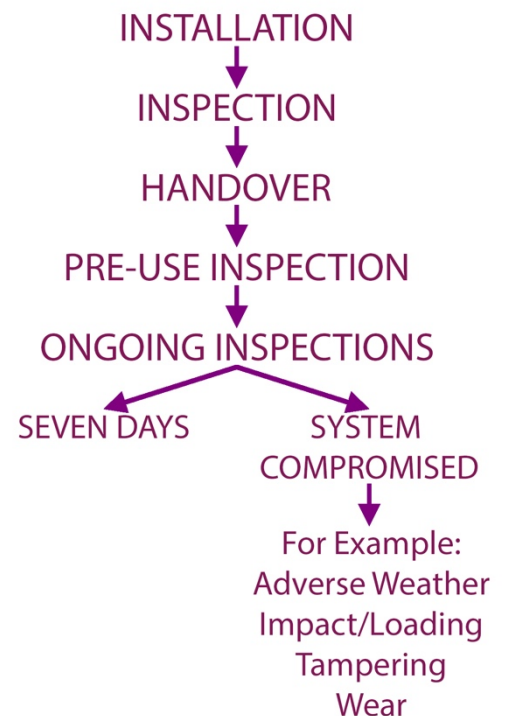 INSTALLATION
INSPECTION
HANDOVER
PRE-USE INSPECTION
ONGOING INSPECTIONS
SEVEN DAYS
SYSTEM
COMPROMISED
For Example:
Adverse Weather
Impact/Loading
Tampering
Wear